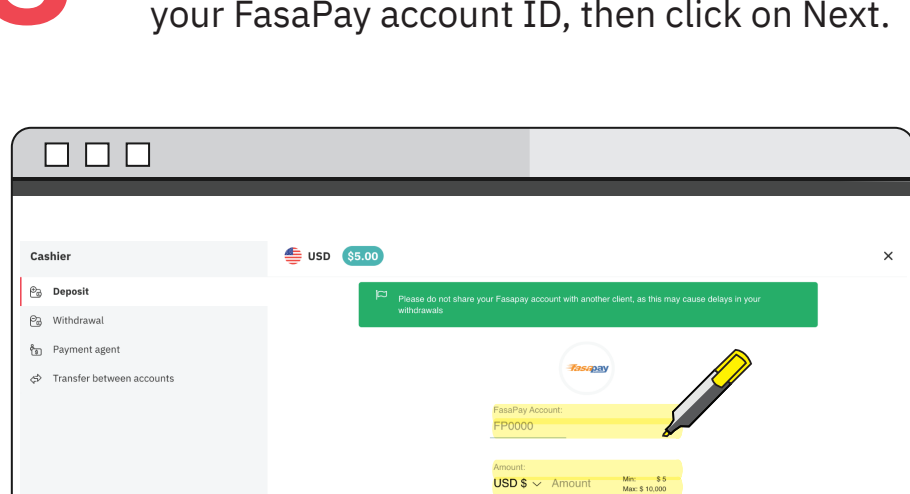 your FasaPay account ID, then click on Next.
Cashier
USD $5.00
Deposit
Withdrawal
Payment agent
Transfer between accounts
Please do not share your Fasapay account with another client, as this may cause delays in your
withdrawals
fasapay
FasaPay Account:
FP0000
Amount:
USD $ Amount
Min: $ 5
Max: $ 10,000